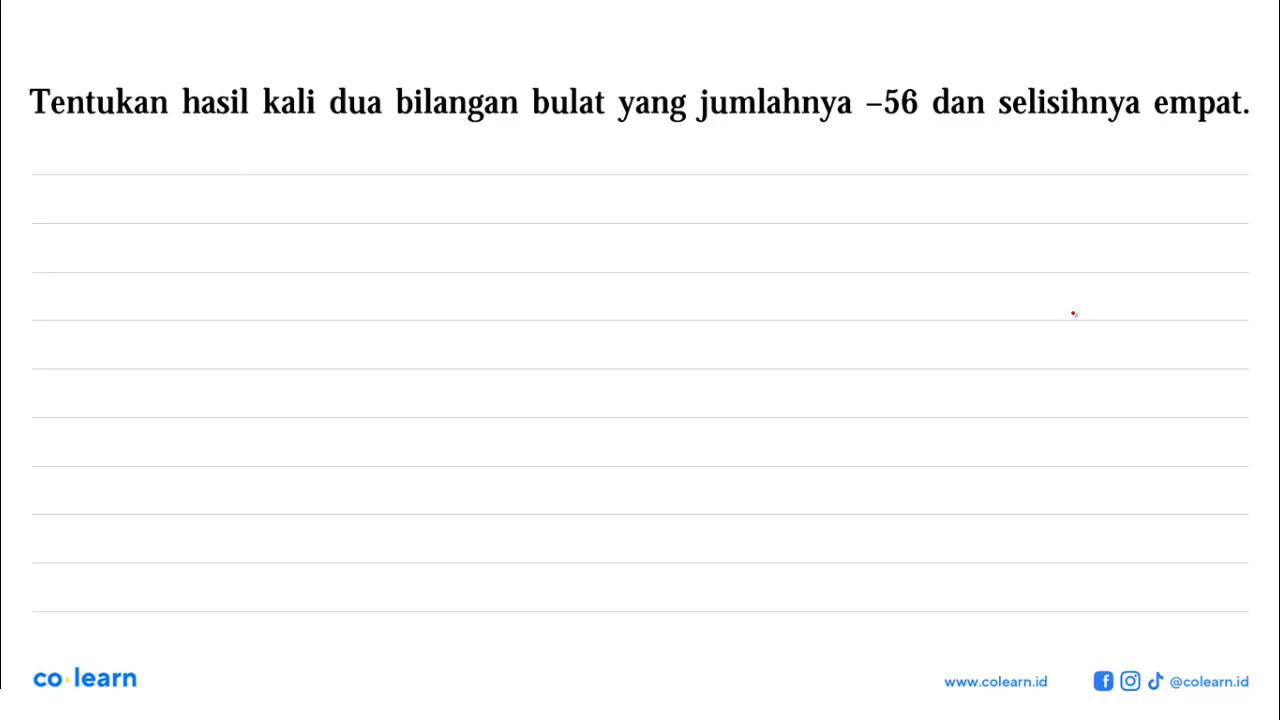 Tentukan hasil kali dua bilangan bulat yang jumlahnya –56 dan selisihnya empat.
co·learn
www.colearn.id
@colearn.id